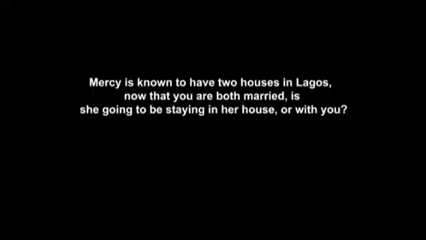 Mercy is known to have two houses in Lagos,
now that you are both married, is
she going to be staying in her house, or with you?